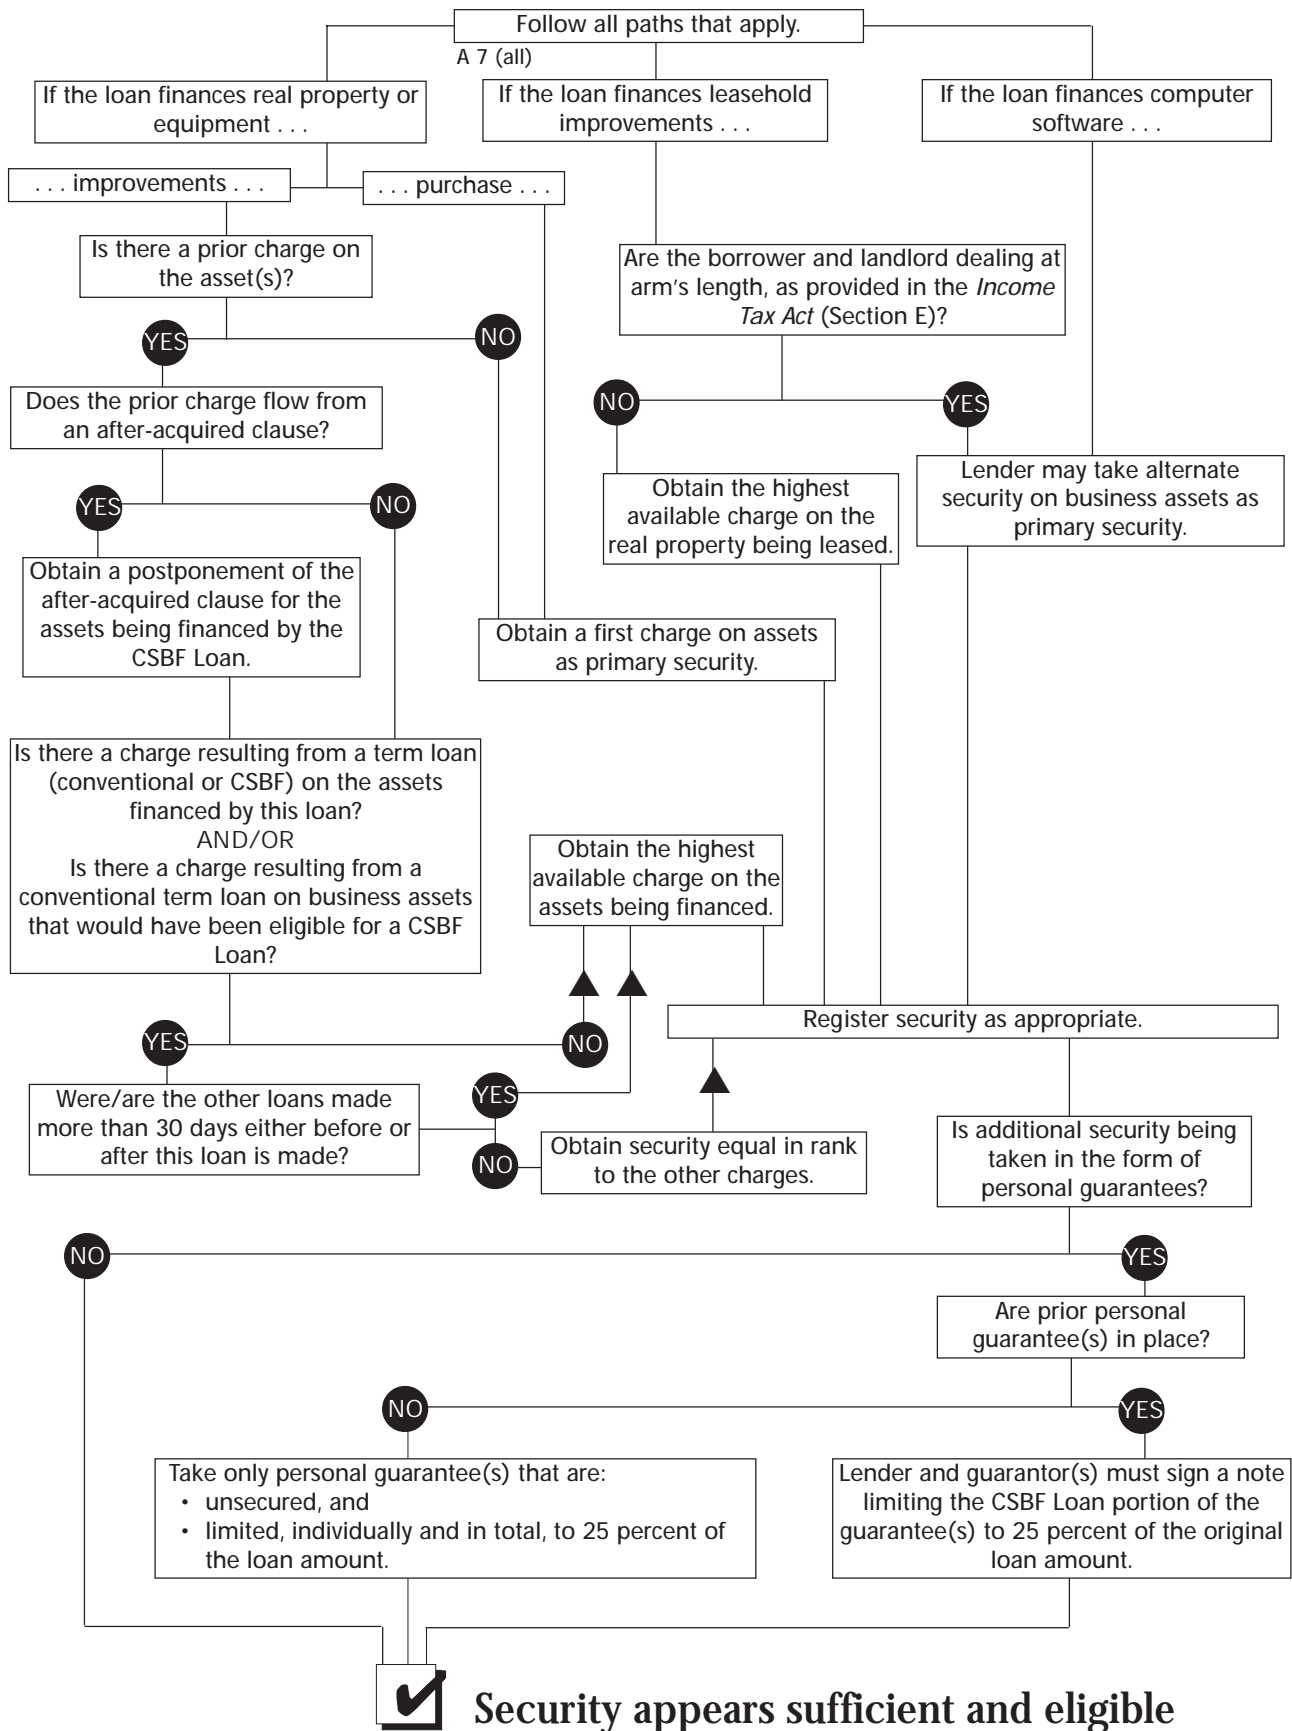 Follow all paths that apply.
A 7 (all)
If the loan finances real property or
equipment . . .
If the loan finances leasehold
improvements . . .
If the loan finances computer
software . . .
. . . improvements . . .
. . . purchase . . .
Is there a prior charge on
the asset(s)?
Are the borrower and landlord dealing at
arm's length, as provided in the Income
Tax Act (Section E)?
YES
NO
Does the prior charge flow from
an after-acquired clause?
NO
YES
Obtain the highest
available charge on the
real property being leased.
Lender may take alternate
security on business assets as
primary security.
YES
NO
Obtain a postponement of the
after-acquired clause for the
assets being financed by the
CSBF Loan.
Obtain a first charge on assets
as primary security.
Is there a charge resulting from a term loan
(conventional or CSBF) on the assets
financed by this loan?
AND/OR
Is there a charge resulting from a
conventional term loan on business assets
that would have been eligible for a CSBF
Loan?
Obtain the highest
available charge on the
assets being financed.
Register security as appropriate.
YES
NO
Were/are the other loans made
more than 30 days either before or
after this loan is made?
YES
NO
Obtain security equal in rank
to the other charges.
Is additional security being
taken in the form of
personal guarantees?
NO
YES
Are prior personal
guarantee(s) in place?
NO
YES
Take only personal guarantee(s) that are:
• unsecured, and
• limited, individually and in total, to 25 percent of
the loan amount.
Lender and guarantor(s) must sign a note
limiting the CSBF Loan portion of the
guarantee(s) to 25 percent of the original
loan amount.
Security appears sufficient and eligible